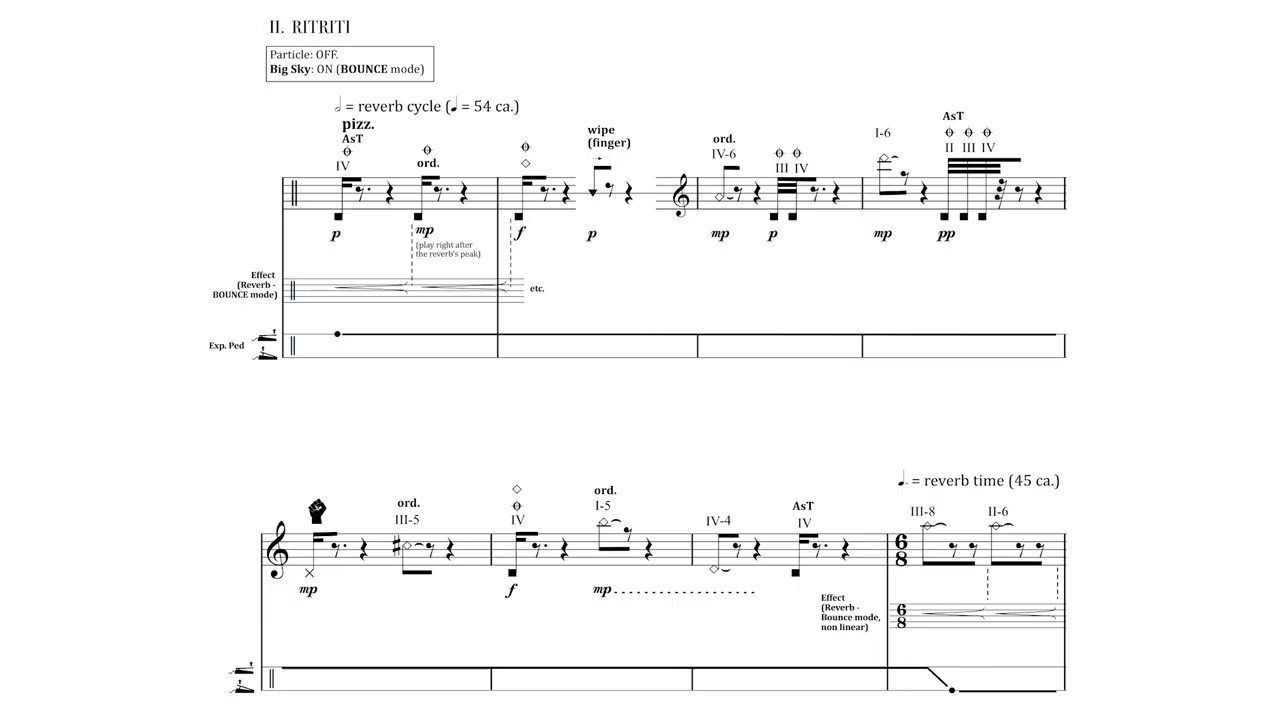 II. RITRITI
Particle: OFF.
Big Sky: ON (BOUNCE mode)
= reverb cycle ( = 54 ca.)
pizz.
AsT
IV
ord.
wipe
(finger)
ord.
IV-6
III IV
I-6
AsT
II III IV
p
mp
f
p
mp
p
mp
pp
(play right after
the reverb's peak)
Effect
(Reverb -
BOUNCE mode)
etc.
Exp. Ped
= reverb time (45 ca.)
ord.
III-5
IV
ord.
I-5
IV-4
AsT
IV
III-8
II-6
6
8
mp
f
mp
Effect
(Reverb -
Bounce mode,
non linear)
6
8